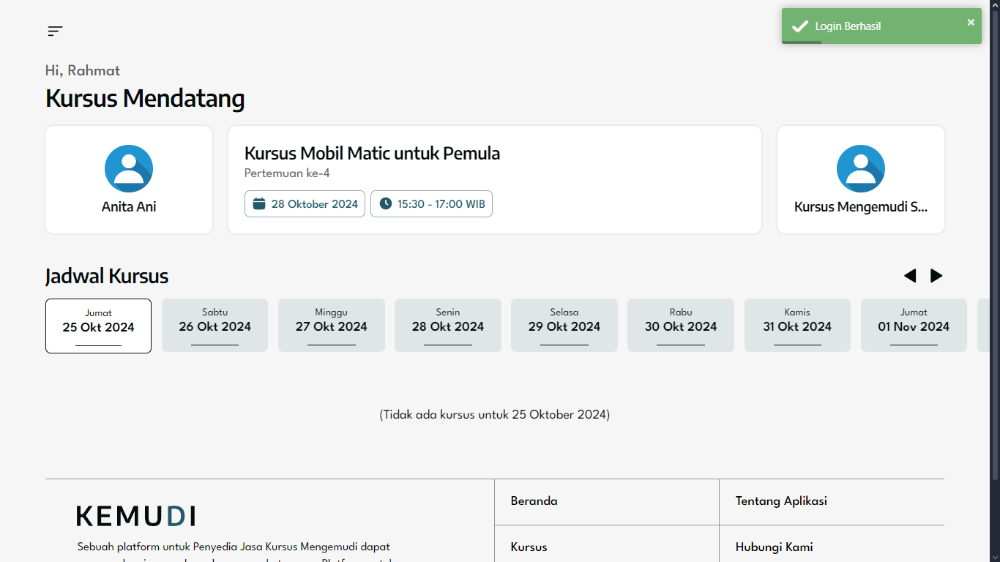 Login Berhasil
Hi, Rahmat
Kursus Mendatang
Anita Ani
Kursus Mobil Matic untuk Pemula
Pertemuan ke-4
28 Oktober 2024
15:30 - 17:00 WIB
Kursus Mengemudi S...
Jadwal Kursus
Jumat
25 Okt 2024
Sabtu
26 Okt 2024
Minggu
27 Okt 2024
Senin
28 Okt 2024
Selasa
29 Okt 2024
Rabu
30 Okt 2024
Kamis
31 Okt 2024
Jumat
01 Nov 2024
(Tidak ada kursus untuk 25 Oktober 2024)
KEMUDI
Sebuah platform untuk Penyedia Jasa Kursus Mengemudi dapat
Beranda
Tentang Aplikasi
Kursus
Hubungi Kami